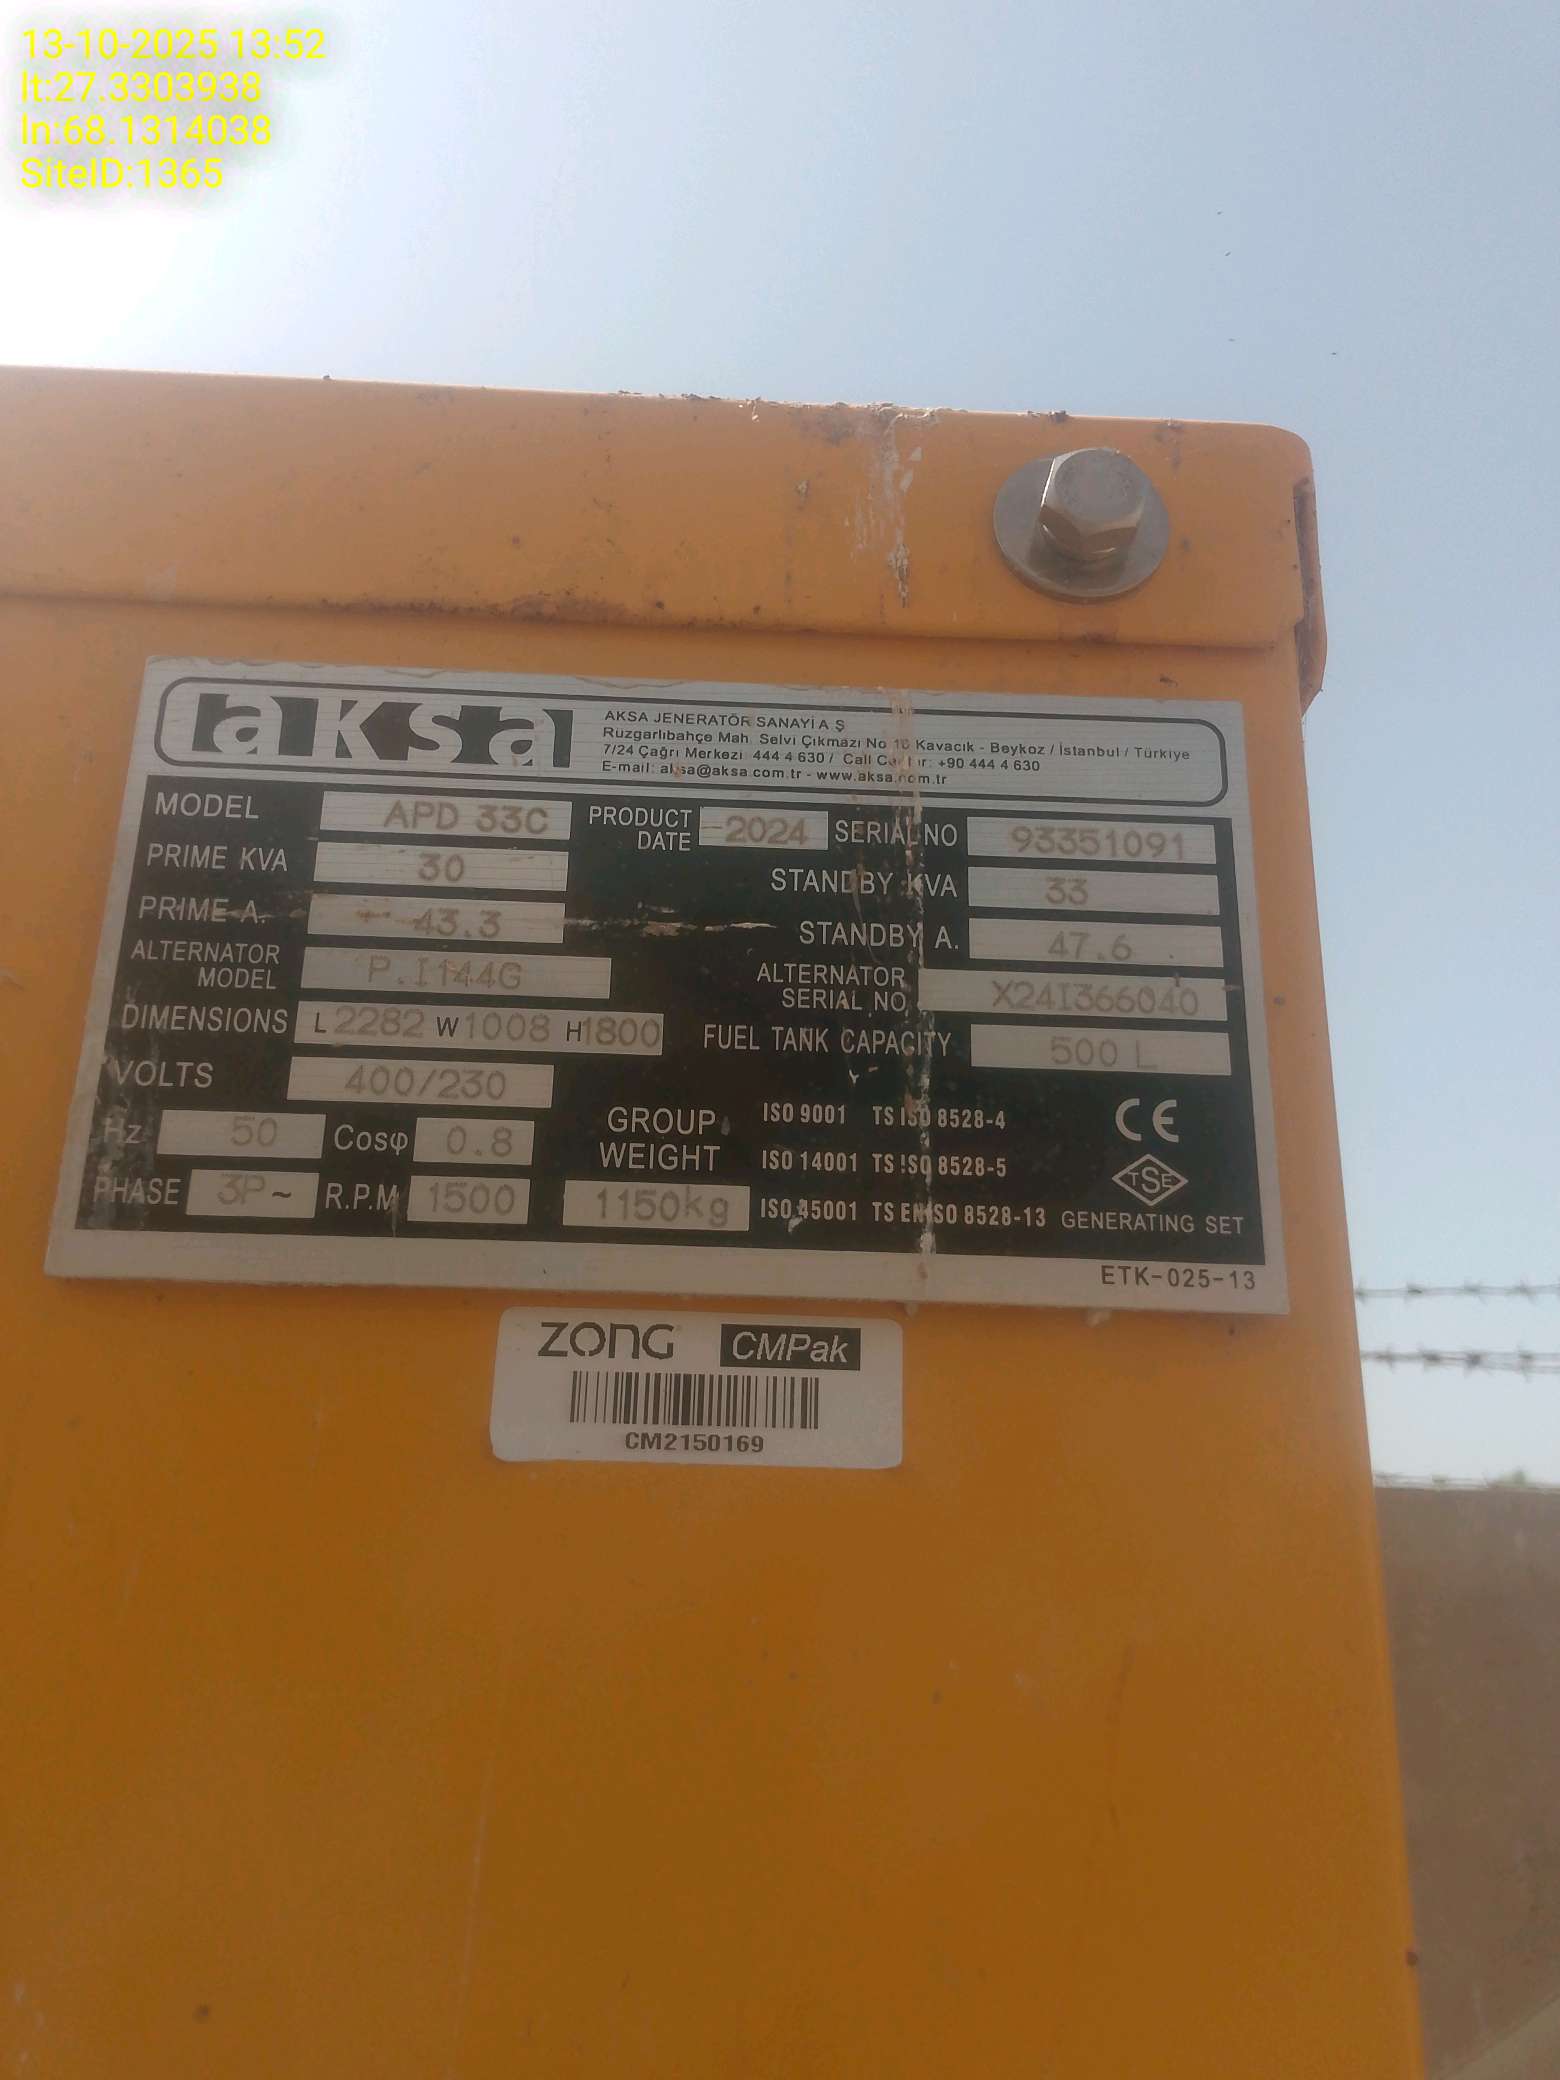 13-10-2025 13:52
lt:27.3303938
ln:68.1314038
SiteID:1365
aksa
AKSA JENERATÖR SANAYİ A Ş
Rüzgarlıbahçe Mah. Selvi Çıkmazı No Kavacık - Beykoz / İstanbul / Türkiye
7/24 Çağrı Merkezi 444 4 630 / Call +90 444 4 630
E-mail: aksa@aksa.com.tr - www.aksa.com.tr
MODEL APD 33C PRODUCT DATE 2024 SERIAL NO 93351091
PRIME KVA 30 STANDBY KVA 33
PRIME A. 43.3 STANDBY A. 47.6
ALTERNATOR MODEL P.I144G ALTERNATOR SERIAL NO X24I366040
DIMENSIONS L 2282 W 1008 H 1800 FUEL TANK CAPACITY 500 L
VOLTS 400/230
Hz 50 Cosφ 0.8 GROUP WEIGHT 1150kg
PHASE 3P~ R.P.M 1500
ISO 9001 TS ISO 8528-4
ISO 14001 TS ISO 8528-5
ISO 45001 TS EN ISO 8528-13
CE
TSE
GENERATING SET
ETK-025-13
ZONG CMPak
CM2150169